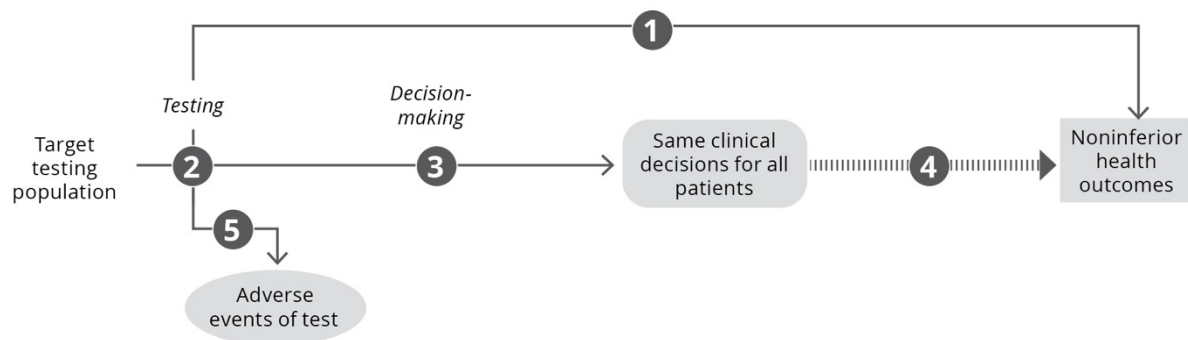 1
Testing
Decision-
making
Target
testing
population
2
3
Same clinical
decisions for all
patients
4
Noninferior
health
outcomes
5
Adverse
events of test